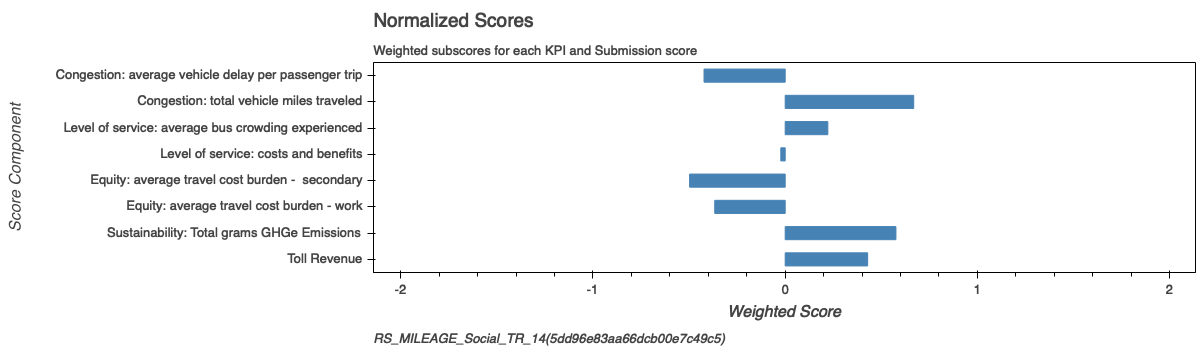 Normalized Scores
Weighted subscores for each KPI and Submission score
Score Component
Congestion: average vehicle delay per passenger trip
Congestion: total vehicle miles traveled
Level of service: average bus crowding experienced
Level of service: costs and benefits
Equity: average travel cost burden -  secondary
Equity: average travel cost burden - work
Sustainability: Total grams GHGe Emissions
Toll Revenue
-2 -1 0 1 2
Weighted Score
RS_MILEAGE_Social_TR_14(5dd96e83aa66dcb00e7c49c5)